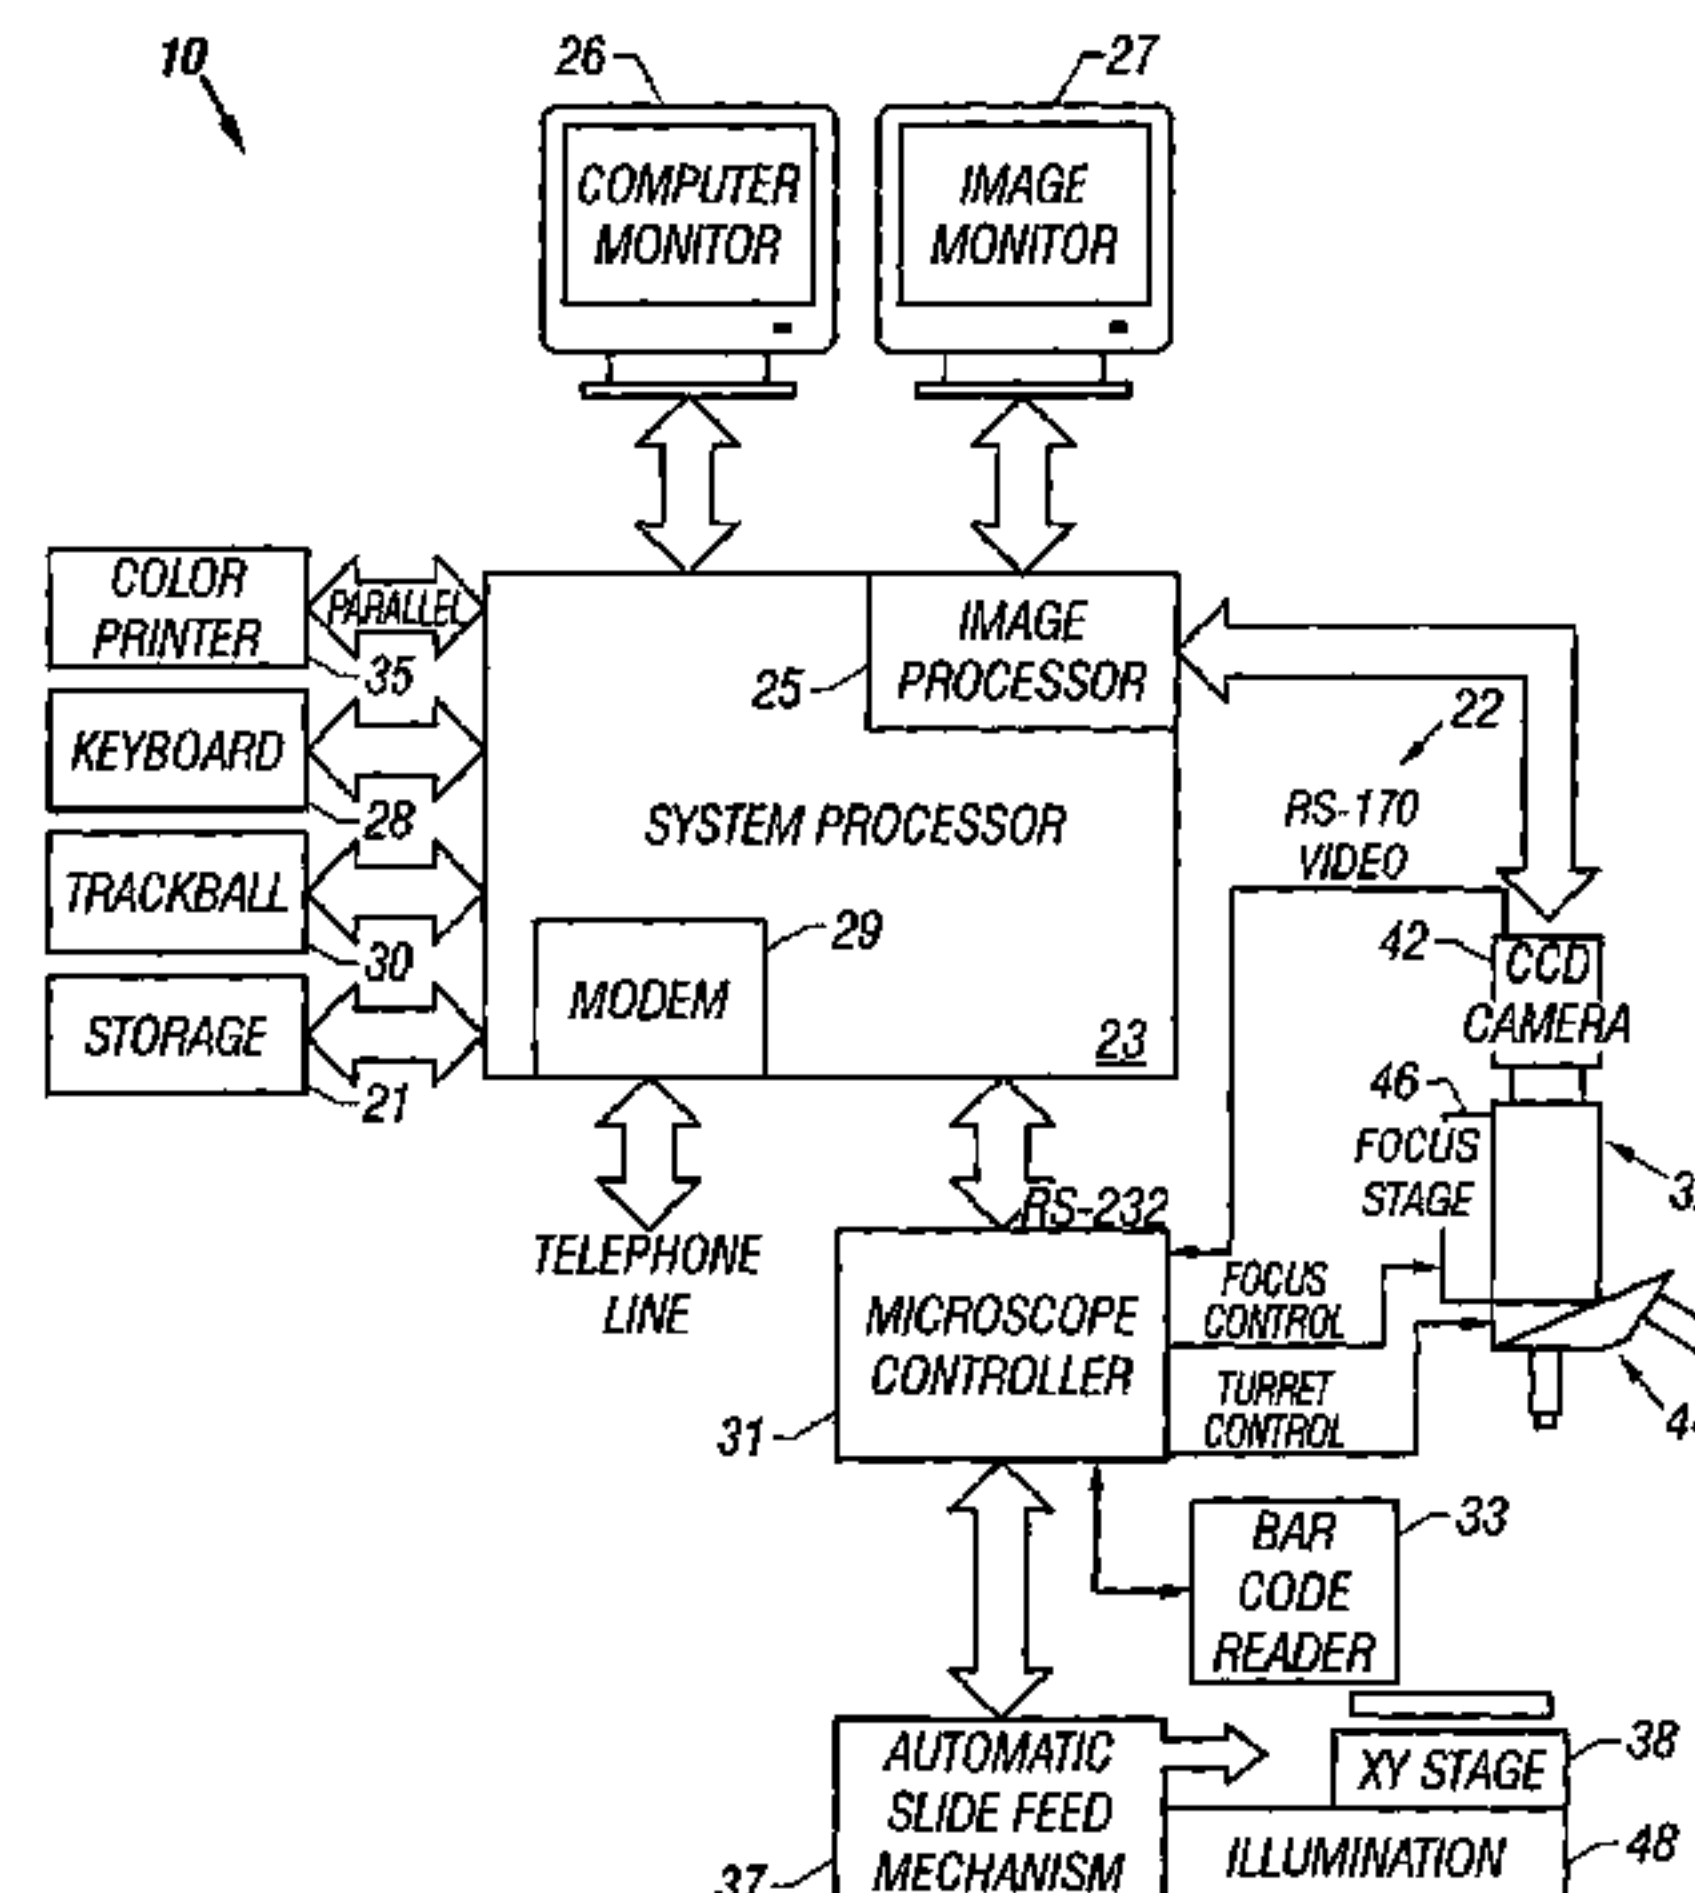 10
26
27
COMPUTER
MONITOR
IMAGE
MONITOR
COLOR
PRINTER
PARALLEL
35
IMAGE
PROCESSOR
25
22
KEYBOARD
28
SYSTEM PROCESSOR
RS-170
VIDEO
TRACKBALL
30
29
42
CCD
CAMERA
STORAGE
21
MODEM
23
46
FOCUS
STAGE
RS-232
TELEPHONE
LINE
FOCUS
CONTROL
MICROSCOPE
CONTROLLER
31
TURRET
CONTROL
BAR
CODE
READER
33
AUTOMATIC
SLIDE FEED
MECHANISM
37
XY STAGE
38
ILLUMINATION
48